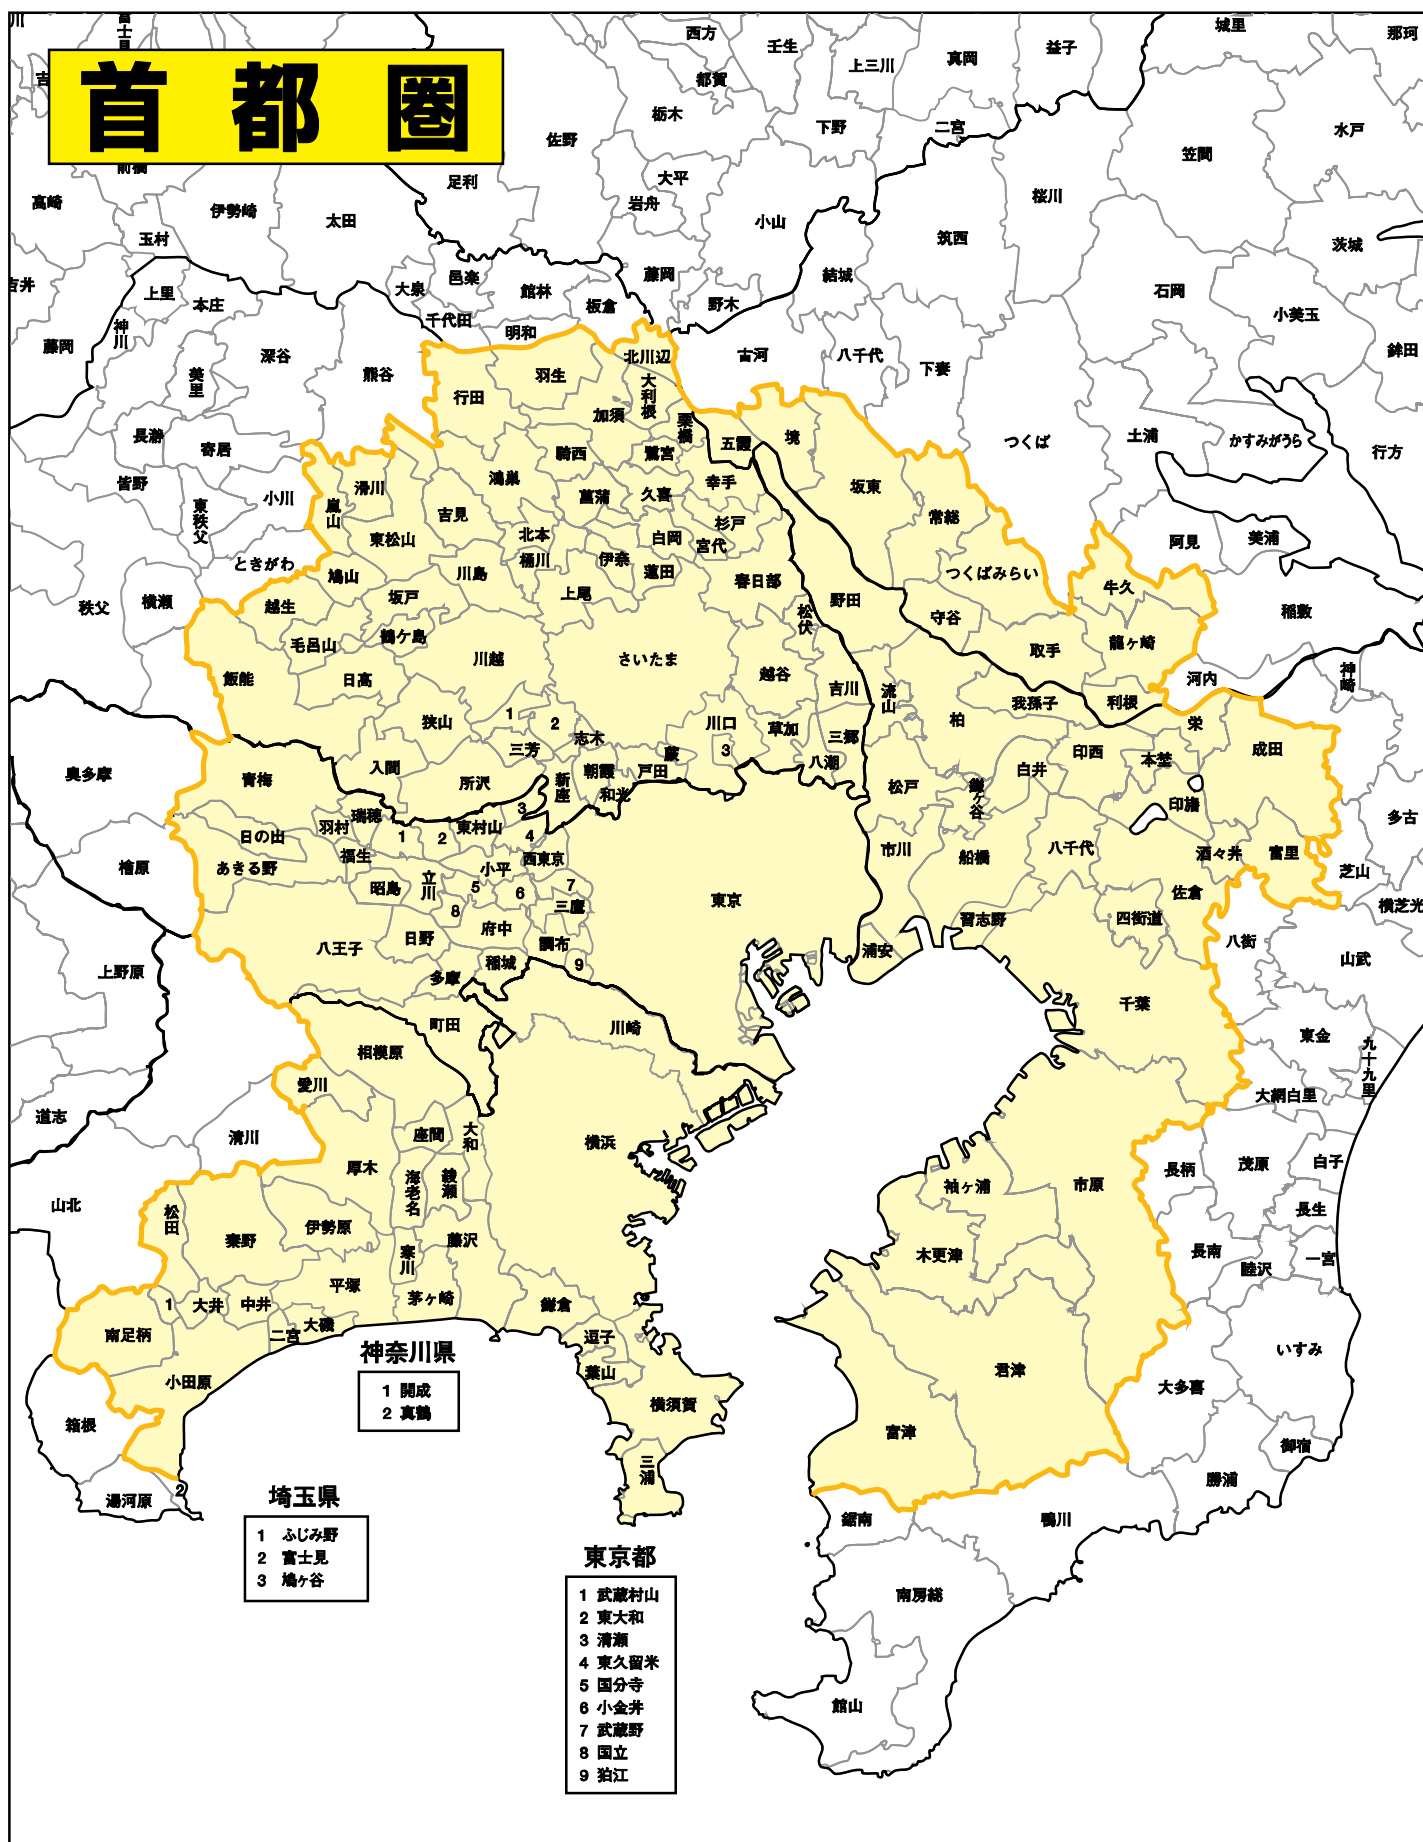 川
富士見
吉
首都圏
前橋
西方
都賀
壬生
上三川
真岡
益子
城里
那珂
栃木
下野
二宮
水戸
佐野
笠間
足利
大平
桜川
高崎
伊勢崎
太田
岩舟
小山
玉村
筑西
茨城
吉井
上里
本庄
大泉
邑楽
館林
板倉
藤岡
野木
結城
石岡
小美玉
神川
千代田
明和
藤岡
深谷
熊谷
美里
北川辺
古河
八千代
下妻
鉾田
行田
羽生
加須
大利根
栗橋
長瀞
寄居
五霞
境
つくば
土浦
かすみがうら
行方
騎西
鷲宮
皆野
小川
嵐山
滑川
鴻巣
幸手
坂東
東秩父
吉見
菖蒲
久喜
常総
ときがわ
東松山
北本
杉戸
白岡
宮代
阿見
美浦
桶川
伊奈
鳩山
川島
蓮田
春日部
つくばみらい
牛久
秩父
横瀬
越生
坂戸
上尾
松伏
野田
守谷
稲敷
毛呂山
鶴ケ島
取手
龍ヶ崎
飯能
日高
川越
さいたま
越谷
吉川
流山
河内
神崎
狭山
1
2
志木
川口
3
草加
三郷
柏
我孫子
利根
栄
成田
奥多摩
青梅
入間
所沢
三芳
新座
朝霞
和光
戸田
蕨
八潮
松戸
鎌ヶ谷
白井
印西
本埜
印旛
羽村
瑞穂
1
2
東村山
3
4
西東京
日の出
福生
市川
船橋
八千代
酒々井
富里
多古
芝山
檜原
あきる野
昭島
立川
小平
5
6
7
三鷹
東京
佐倉
横芝光
8
府中
習志野
四街道
八王子
日野
調布
9
浦安
八街
山武
上野原
多摩
稲城
町田
川崎
千葉
相模原
東金
九十九里
愛川
大網白里
道志
清川
座間
大和
横浜
厚木
海老名
綾瀬
袖ヶ浦
市原
長柄
茂原
白子
山北
松田
秦野
伊勢原
寒川
藤沢
木更津
長生
長南
睦沢
一宮
1
大井
中井
平塚
茅ヶ崎
鎌倉
南足柄
二宮
大磯
逗子
葉山
いすみ
小田原
君津
大多喜
箱根
横須賀
富津
御宿
2
湯河原
三浦
勝浦
鋸南
鴨川
南房総
館山
神奈川県
1 開成
2 真鶴
埼玉県
1 ふじみ野
2 富士見
3 鳩ヶ谷
東京都
1 武蔵村山
2 東大和
3 清瀬
4 東久留米
5 国分寺
6 小金井
7 武蔵野
8 国立
9 狛江